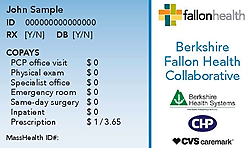 John Sample
ID 00000000000000
RX [Y/N] DB [Y/N]
COPAYS
PCP office visit $ 0
Physical exam $ 0
Specialist office $ 0
Emergency room $ 0
Same-day surgery $ 0
Inpatient $ 0
Prescription $ 1 / 3.65
MassHealth ID#:
fallonhealth
Berkshire
Fallon Health
Collaborative
Berkshire
Health Systems
CHP
CVS caremark